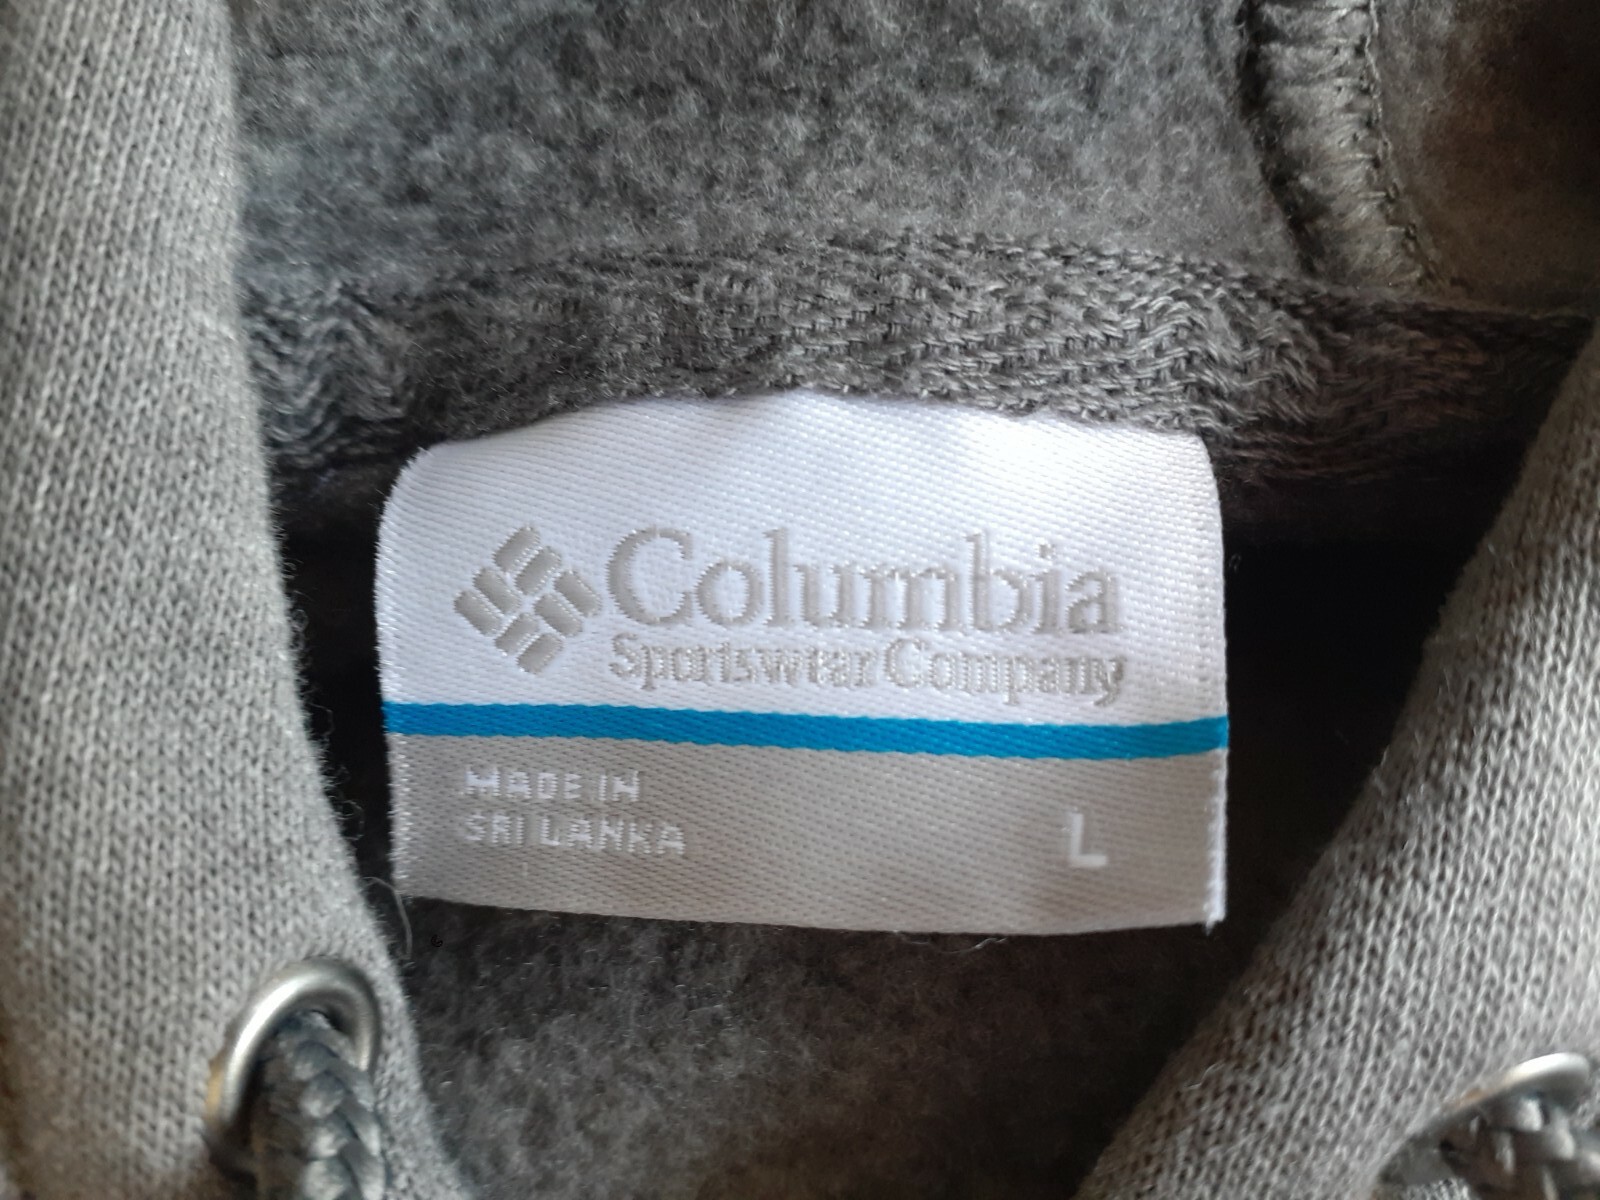 Columbia
Sportswear Company
MADE IN
SRI LANKA
L